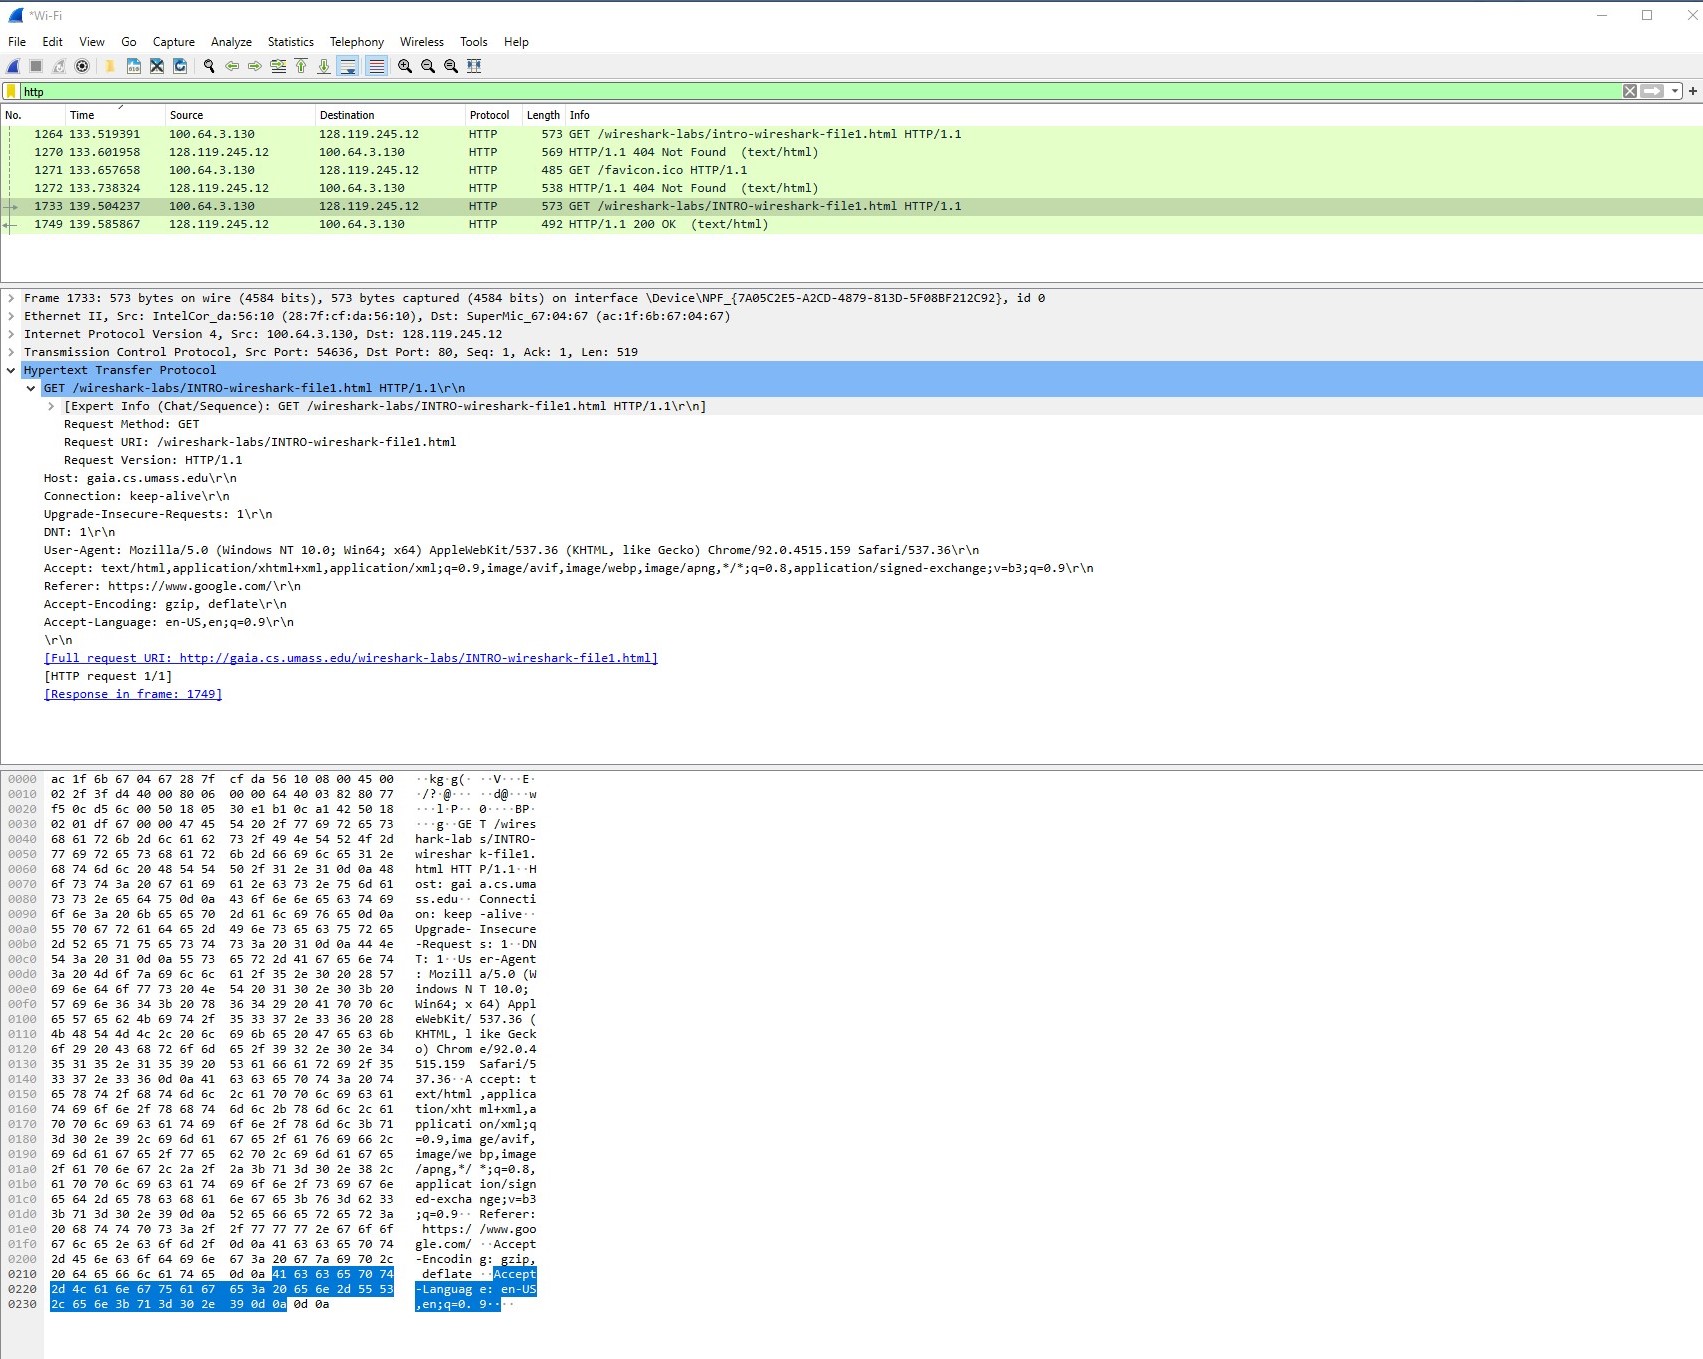 *Wi-Fi
File Edit View Go Capture Analyze Statistics Telephony Wireless Tools Help
http
No. Time Source Destination Protocol Length Info
1264 133.519391 100.64.3.130 128.119.245.12 HTTP 573 GET /wireshark-labs/intro-wireshark-file1.html HTTP/1.1
1270 133.601958 128.119.245.12 100.64.3.130 HTTP 569 HTTP/1.1 404 Not Found (text/html)
1271 133.657658 100.64.3.130 128.119.245.12 HTTP 485 GET /favicon.ico HTTP/1.1
1272 133.738324 128.119.245.12 100.64.3.130 HTTP 538 HTTP/1.1 404 Not Found (text/html)
1733 139.504237 100.64.3.130 128.119.245.12 HTTP 573 GET /wireshark-labs/INTRO-wireshark-file1.html HTTP/1.1
1749 139.585867 128.119.245.12 100.64.3.130 HTTP 492 HTTP/1.1 200 OK (text/html)
Frame 1733: 573 bytes on wire (4584 bits), 573 bytes captured (4584 bits) on interface \Device\NPF_{7A05C2E5-A2CD-4879-813D-5F08BF212C92}, id 0
Ethernet II, Src: IntelCor_da:56:10 (28:7f:cf:da:56:10), Dst: SuperMic_67:04:67 (ac:1f:6b:67:04:67)
Internet Protocol Version 4, Src: 100.64.3.130, Dst: 128.119.245.12
Transmission Control Protocol, Src Port: 54636, Dst Port: 80, Seq: 1, Ack: 1, Len: 519
Hypertext Transfer Protocol
GET /wireshark-labs/INTRO-wireshark-file1.html HTTP/1.1\r\n
[Expert Info (Chat/Sequence): GET /wireshark-labs/INTRO-wireshark-file1.html HTTP/1.1\r\n]
Request Method: GET
Request URI: /wireshark-labs/INTRO-wireshark-file1.html
Request Version: HTTP/1.1
Host: gaia.cs.umass.edu\r\n
Connection: keep-alive\r\n
Upgrade-Insecure-Requests: 1\r\n
DNT: 1\r\n
User-Agent: Mozilla/5.0 (Windows NT 10.0; Win64; x64) AppleWebKit/537.36 (KHTML, like Gecko) Chrome/92.0.4515.159 Safari/537.36\r\n
Accept: text/html,application/xhtml+xml,application/xml;q=0.9,image/avif,image/webp,image/apng,*/*;q=0.8,application/signed-exchange;v=b3;q=0.9\r\n
Referer: https://www.google.com/\r\n
Accept-Encoding: gzip, deflate\r\n
Accept-Language: en-US,en;q=0.9\r\n
\r\n
[Full request URI: http://gaia.cs.umass.edu/wireshark-labs/INTRO-wireshark-file1.html]
[HTTP request 1/1]
[Response in frame: 1749]
0000 ac 1f 6b 67 04 67 28 7f cf da 56 10 08 00 45 00 ··kg·g(· ··V···E·
0010 02 2f 3f d4 40 00 80 06 00 00 64 40 03 82 80 77 ·/?·@··· ··d@···w
0020 f5 0c d5 6c 00 50 18 05 30 e1 b1 0c a1 42 50 18 ···l·P·· 0····BP·
0030 02 01 df 67 00 00 47 45 54 20 2f 77 69 72 65 73 ···g··GE T /wires
0040 68 61 72 6b 2d 6c 61 62 73 2f 49 4e 54 52 4f 2d hark-lab s/INTRO-
0050 77 69 72 65 73 68 61 72 6b 2d 66 69 6c 65 31 2e wireshar k-file1.
0060 68 74 6d 6c 20 48 54 54 50 2f 31 2e 31 0d 0a 48 html HTT P/1.1··H
0070 6f 73 74 3a 20 67 61 69 61 2e 63 73 2e 75 6d 61 ost: gai a.cs.uma
0080 73 73 2e 65 64 75 0d 0a 43 6f 6e 6e 65 63 74 69 ss.edu·· Connecti
0090 6f 6e 3a 20 6b 65 65 70 2d 61 6c 69 76 65 0d 0a on: keep -alive··
00a0 55 70 67 72 61 64 65 2d 49 6e 73 65 63 75 72 65 Upgrade- Insecure
00b0 2d 52 65 71 75 65 73 74 73 3a 20 31 0d 0a 44 4e -Request s: 1··DN
00c0 54 3a 20 31 0d 0a 55 73 65 72 2d 41 67 65 6e 74 T: 1··Us er-Agent
00d0 3a 20 4d 6f 7a 69 6c 6c 61 2f 35 2e 30 20 28 57 : Mozill a/5.0 (W
00e0 69 6e 64 6f 77 73 20 4e 54 20 31 30 2e 30 3b 20 indows N T 10.0;
00f0 57 69 6e 36 34 3b 20 78 36 34 29 20 41 70 70 6c Win64; x 64) Appl
0100 65 57 65 62 4b 69 74 2f 35 33 37 2e 33 36 20 28 eWebKit/ 537.36 (
0110 4b 48 54 4d 4c 2c 20 6c 69 6b 65 20 47 65 63 6b KHTML, l ike Geck
0120 6f 29 20 43 68 72 6f 6d 65 2f 39 32 2e 30 2e 34 o) Chrom e/92.0.4
0130 35 31 35 2e 31 35 39 20 53 61 66 61 72 69 2f 35 515.159 Safari/5
0140 33 37 2e 33 36 0d 0a 41 63 63 65 70 74 3a 20 74 37.36··A ccept: t
0150 65 78 74 2f 68 74 6d 6c 2c 61 70 70 6c 69 63 61 ext/html ,applica
0160 74 69 6f 6e 2f 78 68 74 6d 6c 2b 78 6d 6c 2c 61 tion/xht ml+xml,a
0170 70 70 6c 69 63 61 74 69 6f 6e 2f 78 6d 6c 3b 71 pplicati on/xml;q
0180 3d 30 2e 39 2c 69 6d 61 67 65 2f 61 76 69 66 2c =0.9,ima ge/avif,
0190 69 6d 61 67 65 2f 77 65 62 70 2c 69 6d 61 67 65 image/we bp,image
01a0 2f 61 70 6e 67 2c 2a 2f 2a 3b 71 3d 30 2e 38 2c /apng,*/ *;q=0.8,
01b0 61 70 70 6c 69 63 61 74 69 6f 6e 2f 73 69 67 6e applicat ion/sign
01c0 65 64 2d 65 78 63 68 61 6e 67 65 3b 76 3d 62 33 ed-excha nge;v=b3
01d0 3b 71 3d 30 2e 39 0d 0a 52 65 66 65 72 65 72 3a ;q=0.9·· Referer:
01e0 20 68 74 74 70 73 3a 2f 2f 77 77 77 2e 67 6f 6f https:/ /www.goo
01f0 67 6c 65 2e 63 6f 6d 2f 0d 0a 41 63 63 65 70 74 gle.com/ ··Accept
0200 2d 45 6e 63 6f 64 69 6e 67 3a 20 67 7a 69 70 2c -Encodin g: gzip,
0210 20 64 65 66 6c 61 74 65 0d 0a 41 63 63 65 70 74 deflate ··Accept
0220 2d 4c 61 6e 67 75 61 67 65 3a 20 65 6e 2d 55 53 -Languag e: en-US
0230 2c 65 6e 3b 71 3d 30 2e 39 0d 0a 0d 0a ,en;q=0. 9····